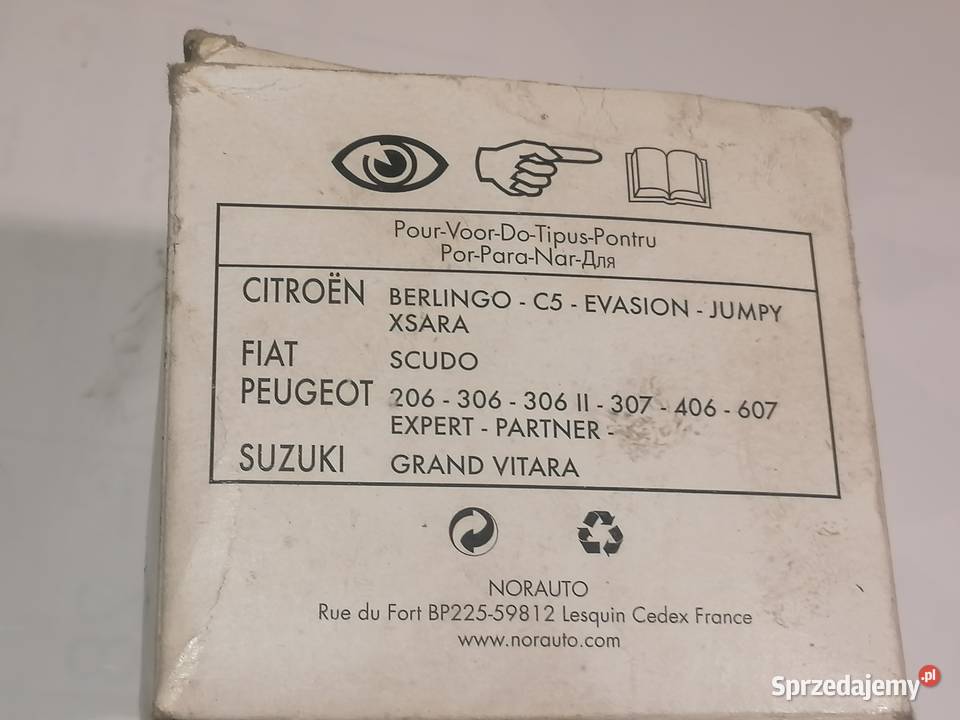 Pour-Voor-Do-Tipus-Pontru
Por-Para-Nar-Для
CITROËN BERLINGO - C5 - EVASION - JUMPY
XSARA
FIAT SCUDO
PEUGEOT 206 - 306 - 306 II - 307 - 406 - 607
EXPERT - PARTNER -
SUZUKI GRAND VITARA
NORAUTO
Rue du Fort BP225-59812 Lesquin Cedex France
www.norauto.com
Sprzedajemy.pl